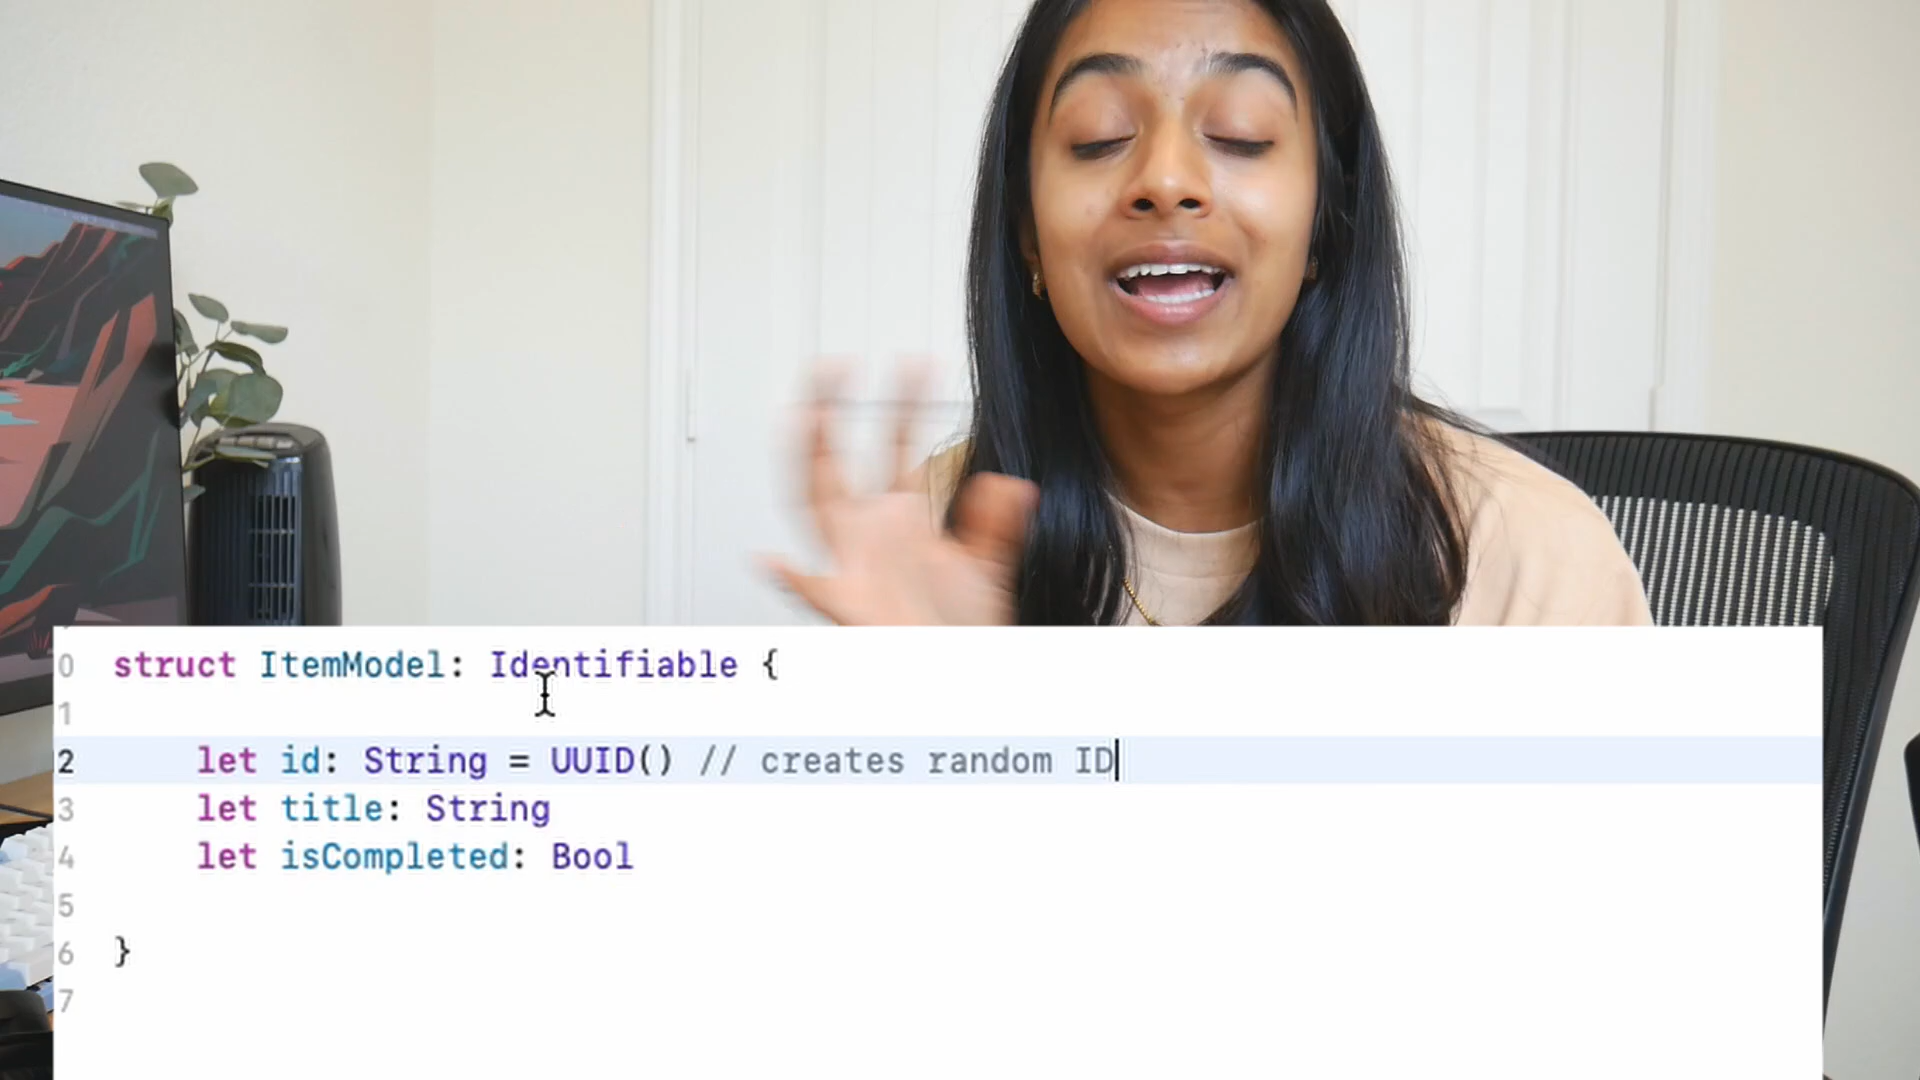 0 struct ItemModel: Identifiable {
1
2 let id: String = UUID() // creates random ID
3 let title: String
4 let isCompleted: Bool
5
6 }
7